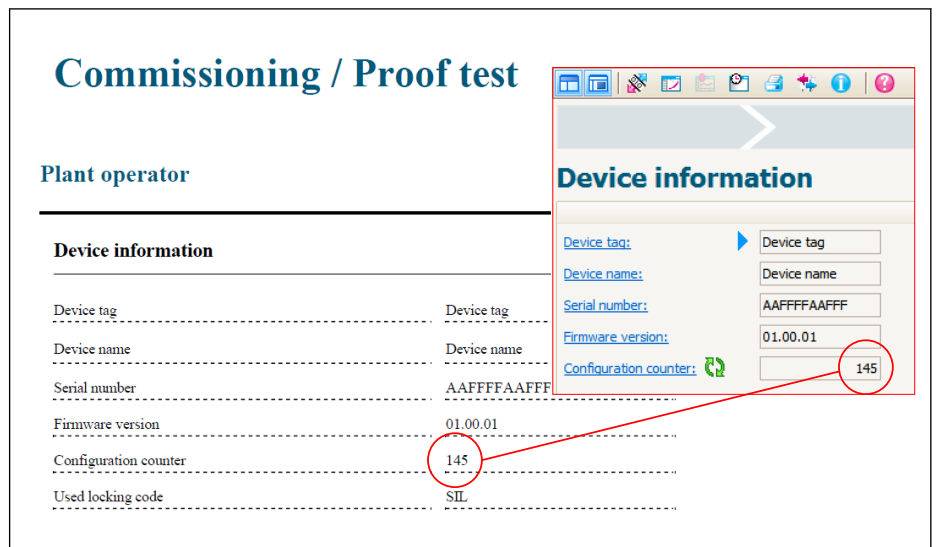 Commissioning / Proof test
Plant operator
Device information
Device tag Device tag
Device name Device name
Serial number AAFFFFAAFFF
Firmware version 01.00.01
Configuration counter 145
Used locking code SIL
Device information
Device tag: Device tag
Device name: Device name
Serial number: AAFFFFAAFFF
Firmware version: 01.00.01
Configuration counter: 145